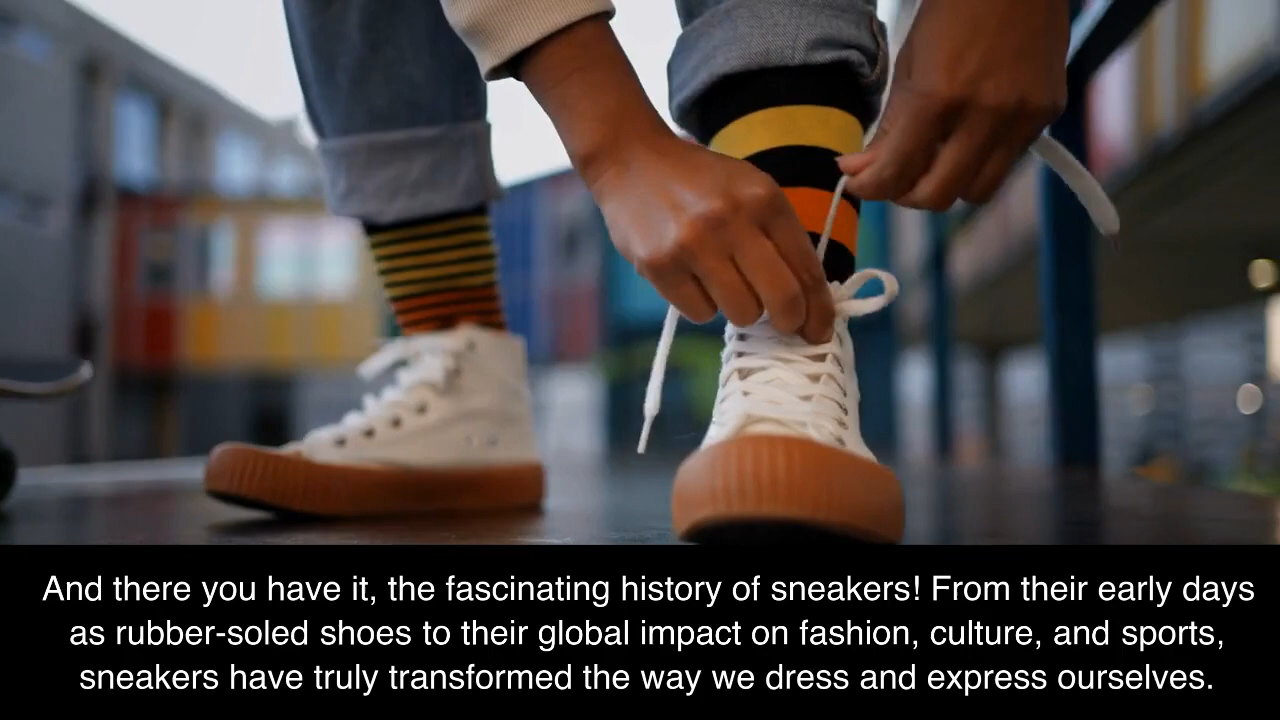 And there you have it, the fascinating history of sneakers! From their early days
as rubber-soled shoes to their global impact on fashion, culture, and sports,
sneakers have truly transformed the way we dress and express ourselves.